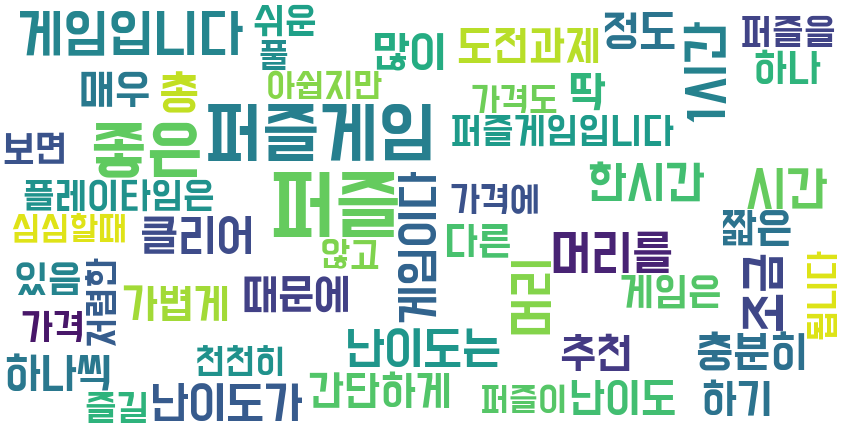 게임입니다
쉬운
풀
많이
도전과제
정도
1시간
퍼즐을
하나
매우
총
아쉽지만
가격도
딱
보면
좋은
퍼즐게임
퍼즐게임입니다
플레이타임은
퍼즐
게임이다
가격에
한시간
시간
심심할때
클리어
않고
다른
머리를
짧은
있음
저렴한
가볍게
때문에
머리
게임은
조금
됩니다
가격
하나씩
천천히
난이도는
추천
충분히
즐길
난이도가
간단하게
퍼즐이
난이도
하기